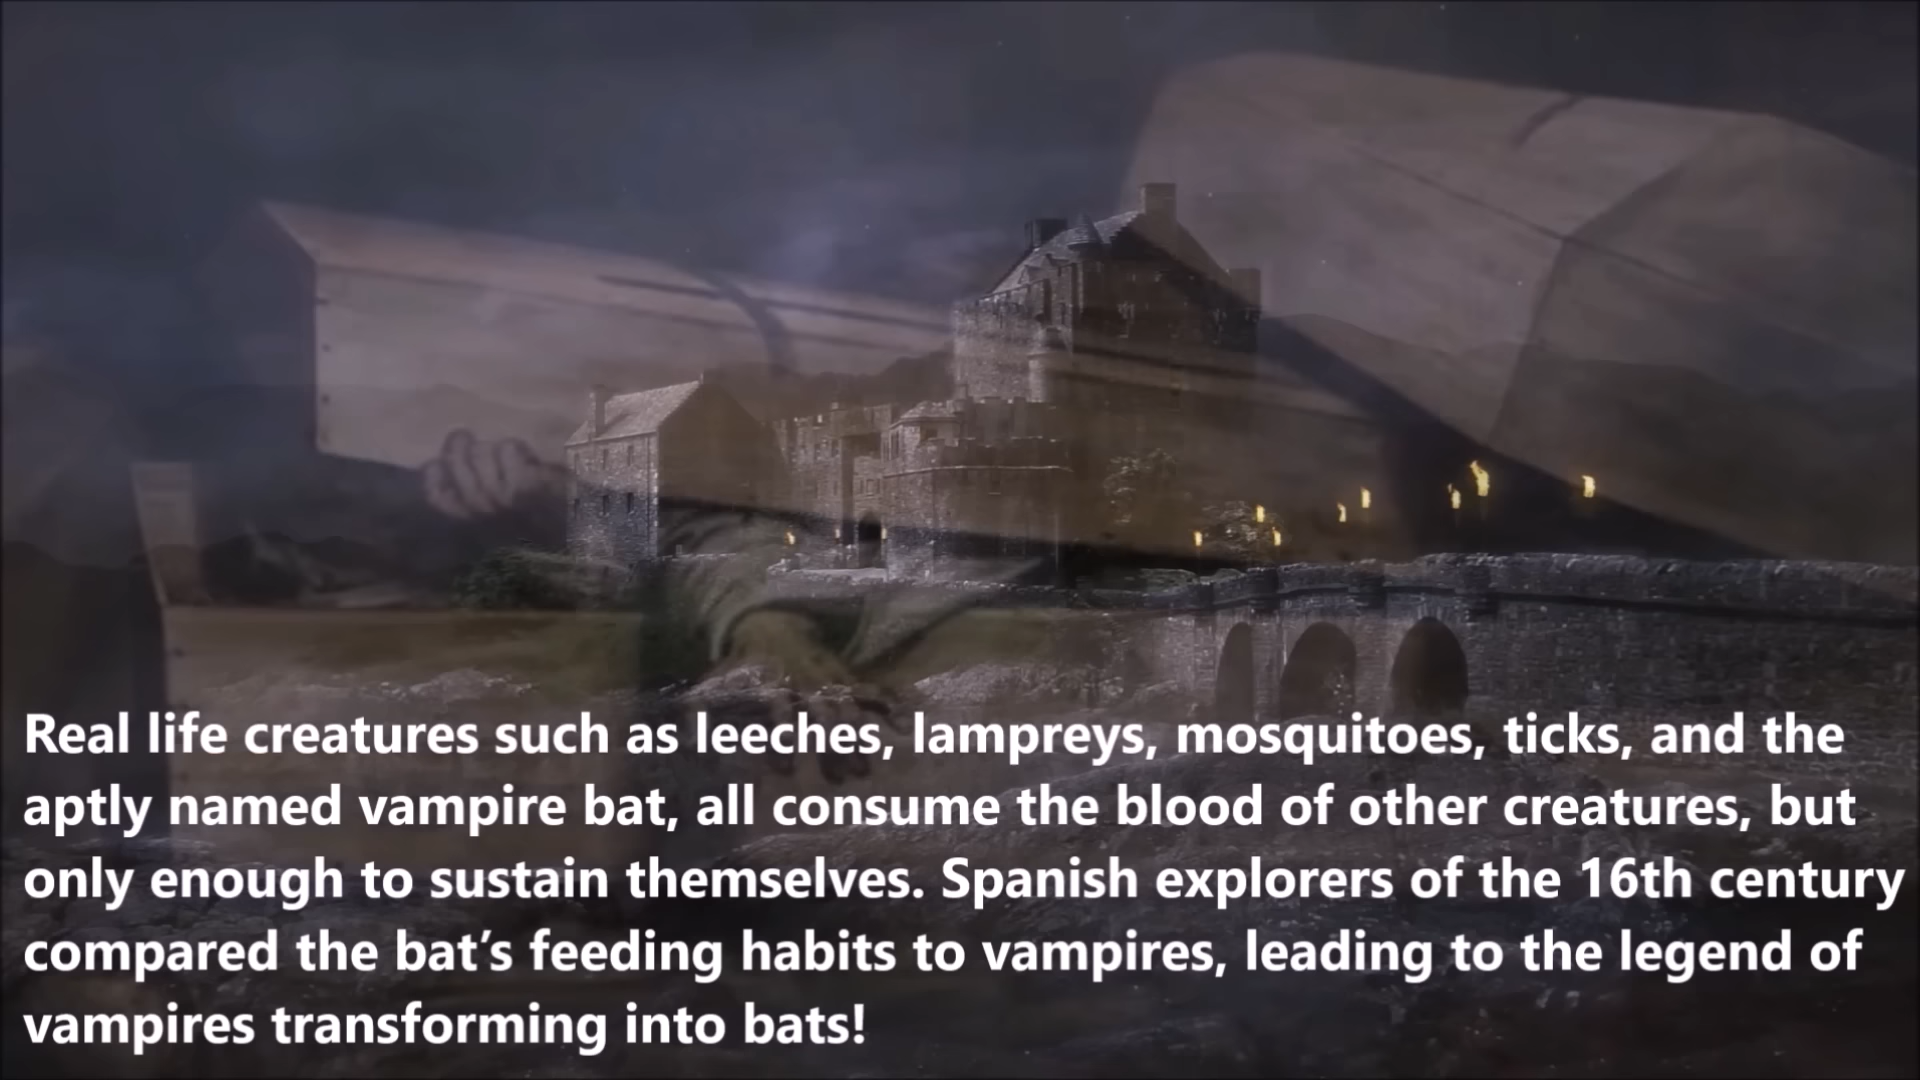 Real life creatures such as leeches, lampreys, mosquitoes, ticks, and the
aptly named vampire bat, all consume the blood of other creatures, but
only enough to sustain themselves. Spanish explorers of the 16th century
compared the bat’s feeding habits to vampires, leading to the legend of
vampires transforming into bats!